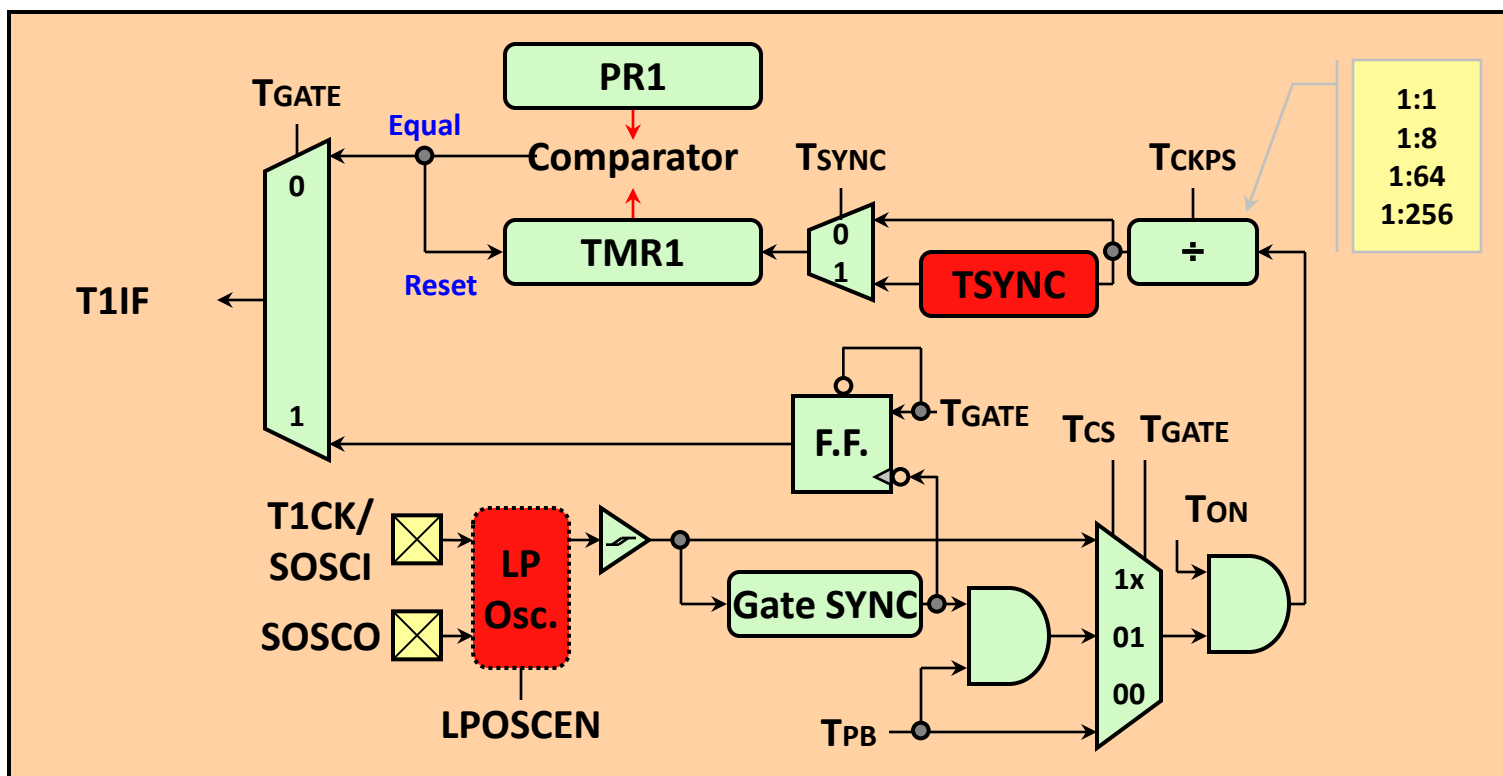 PR1
TGATE
Equal
Comparator
TSYNC
TCKPS
1:1
1:8
1:64
1:256
0
0
1
TMR1
TSYNC
÷
Reset
T1IF
1
F.F.
TGATE
TCS
TGATE
TON
T1CK/
SOSCI
LP
Osc.
1x
Gate SYNC
SOSCO
01
00
LPOSCEN
TPB